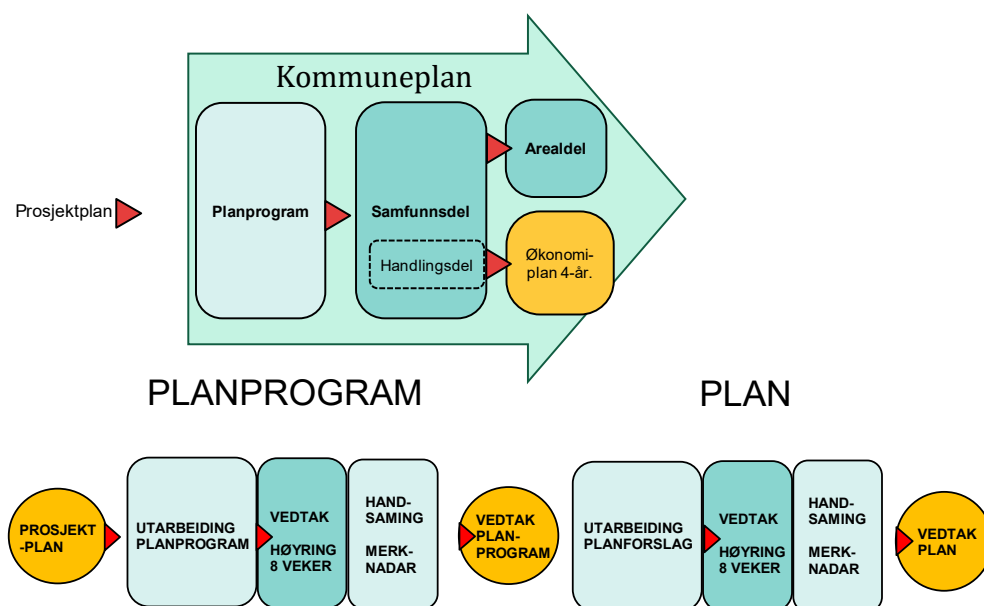 Kommuneplan
Prosjektplan
Planprogram
Samfunnsdel
Handlingsdel
Arealdel
Økonomi-
plan 4-år.
PLANPROGRAM
PLAN
PROSJEKT
-PLAN
UTARBEIDING
PLANPROGRAM
VEDTAK
HØYRING
8 VEKER
HAND-
SAMING
MERK-
NADAR
VEDTAK
PLAN-
PROGRAM
UTARBEIDING
PLANFORSLAG
VEDTAK
HØYRING
8 VEKER
HAND-
SAMING
MERK-
NADAR
VEDTAK
PLAN